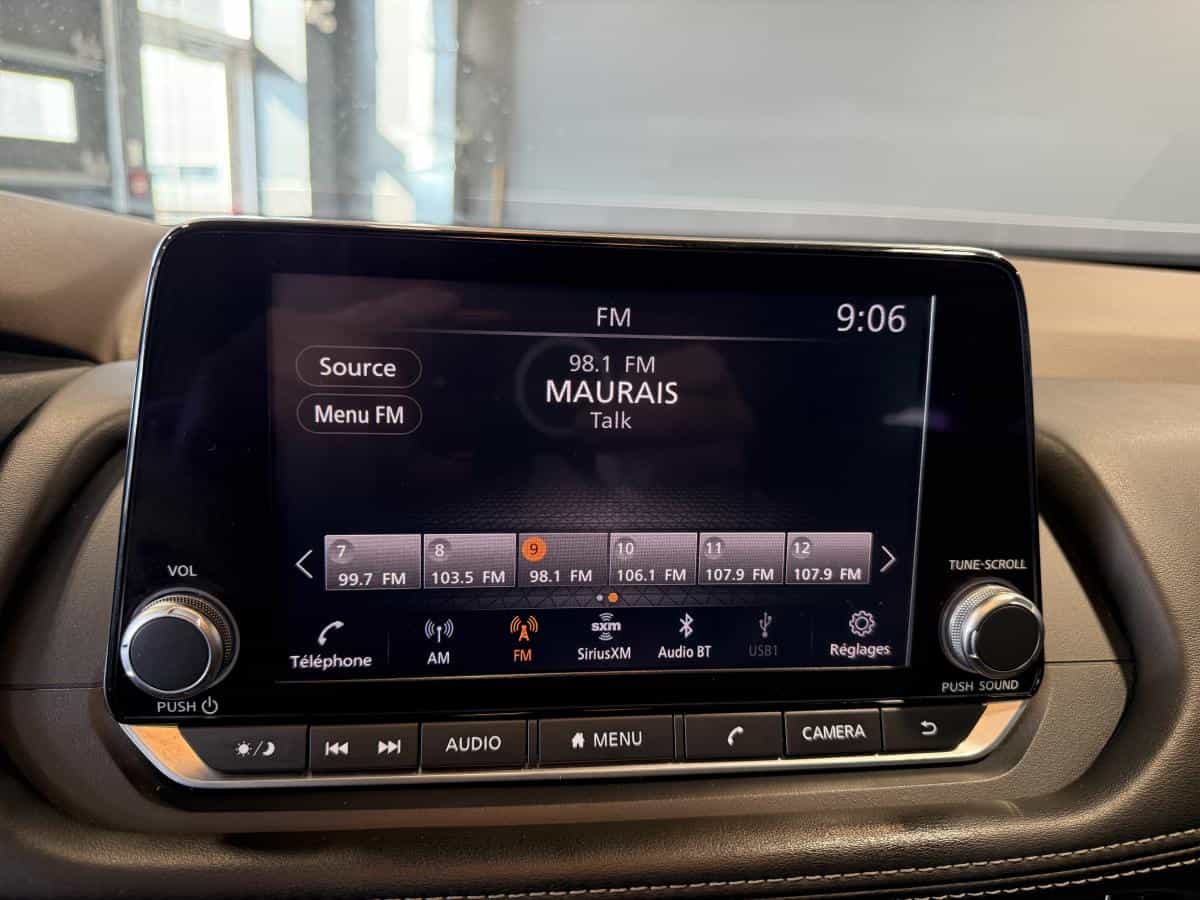 FM
9:06
Source
98.1 FM
MAURAIS
Menu FM
Talk
7
8
9
10
11
12
99.7 FM
103.5 FM
98.1 FM
106.1 FM
107.9 FM
107.9 FM
VOL
TUNE-SCROLL
Téléphone
AM
FM
sxm
SiriusXM
Audio BT
USB1
Réglages
PUSH
PUSH SOUND
AUDIO
MENU
CAMERA